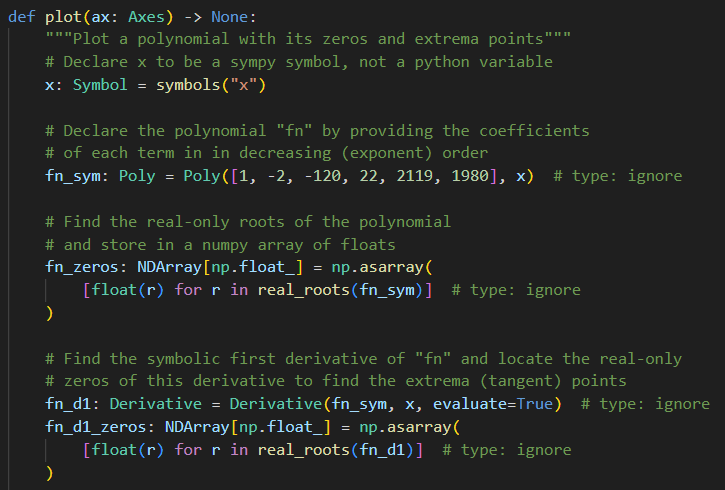 def plot(ax: Axes) -> None:
    """Plot a polynomial with its zeros and extrema points"""
    # Declare x to be a sympy symbol, not a python variable
    x: Symbol = symbols("x")

    # Declare the polynomial "fn" by providing the coefficients
    # of each term in in decreasing (exponent) order
    fn_sym: Poly = Poly([1, -2, -120, 22, 2119, 1980], x)  # type: ignore

    # Find the real-only roots of the polynomial
    # and store in a numpy array of floats
    fn_zeros: NDArray[np.float_] = np.asarray(
        [float(r) for r in real_roots(fn_sym)]  # type: ignore
    )

    # Find the symbolic first derivative of "fn" and locate the real-only
    # zeros of this derivative to find the extrema (tangent) points
    fn_d1: Derivative = Derivative(fn_sym, x, evaluate=True)  # type: ignore
    fn_d1_zeros: NDArray[np.float_] = np.asarray(
        [float(r) for r in real_roots(fn_d1)]  # type: ignore
    )